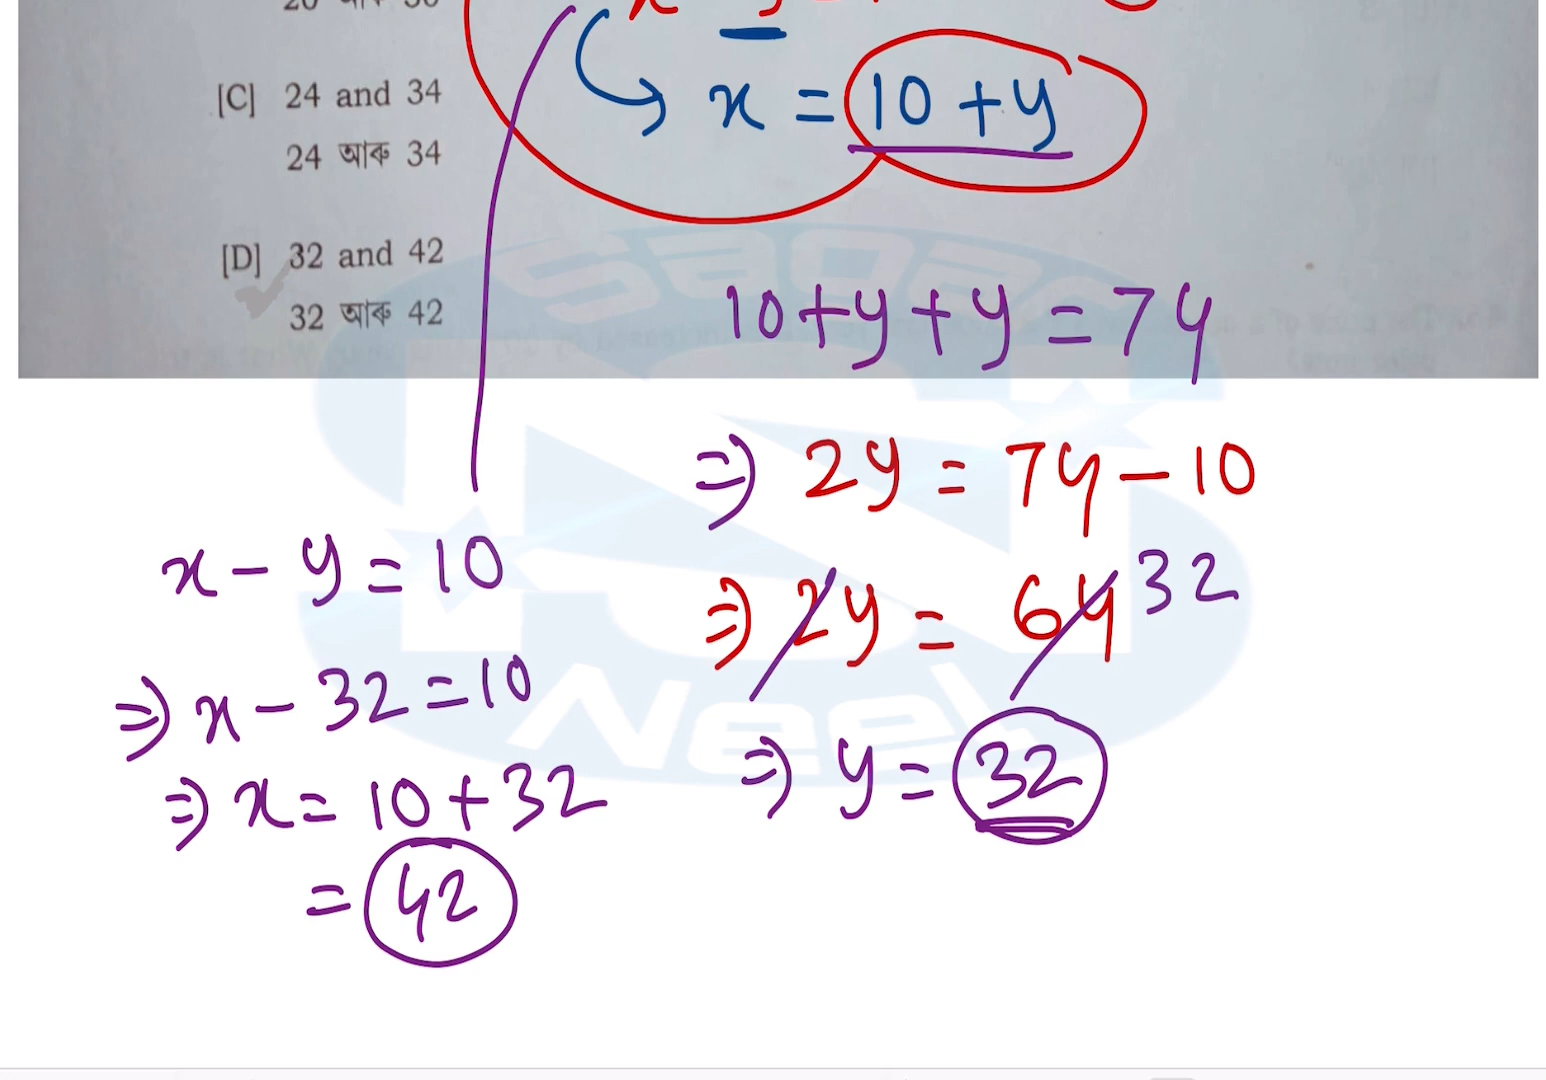 [C] 24 and 34
24 আৰু 34
[D] 32 and 42
32 আৰু 42
x = 10 + y
10 + y + y = 74
⇒ 2y = 74 - 10
⇒ 2y = 64 32
⇒ y = 32
x - y = 10
⇒ x - 32 = 10
⇒ x = 10 + 32
= 42
Neel